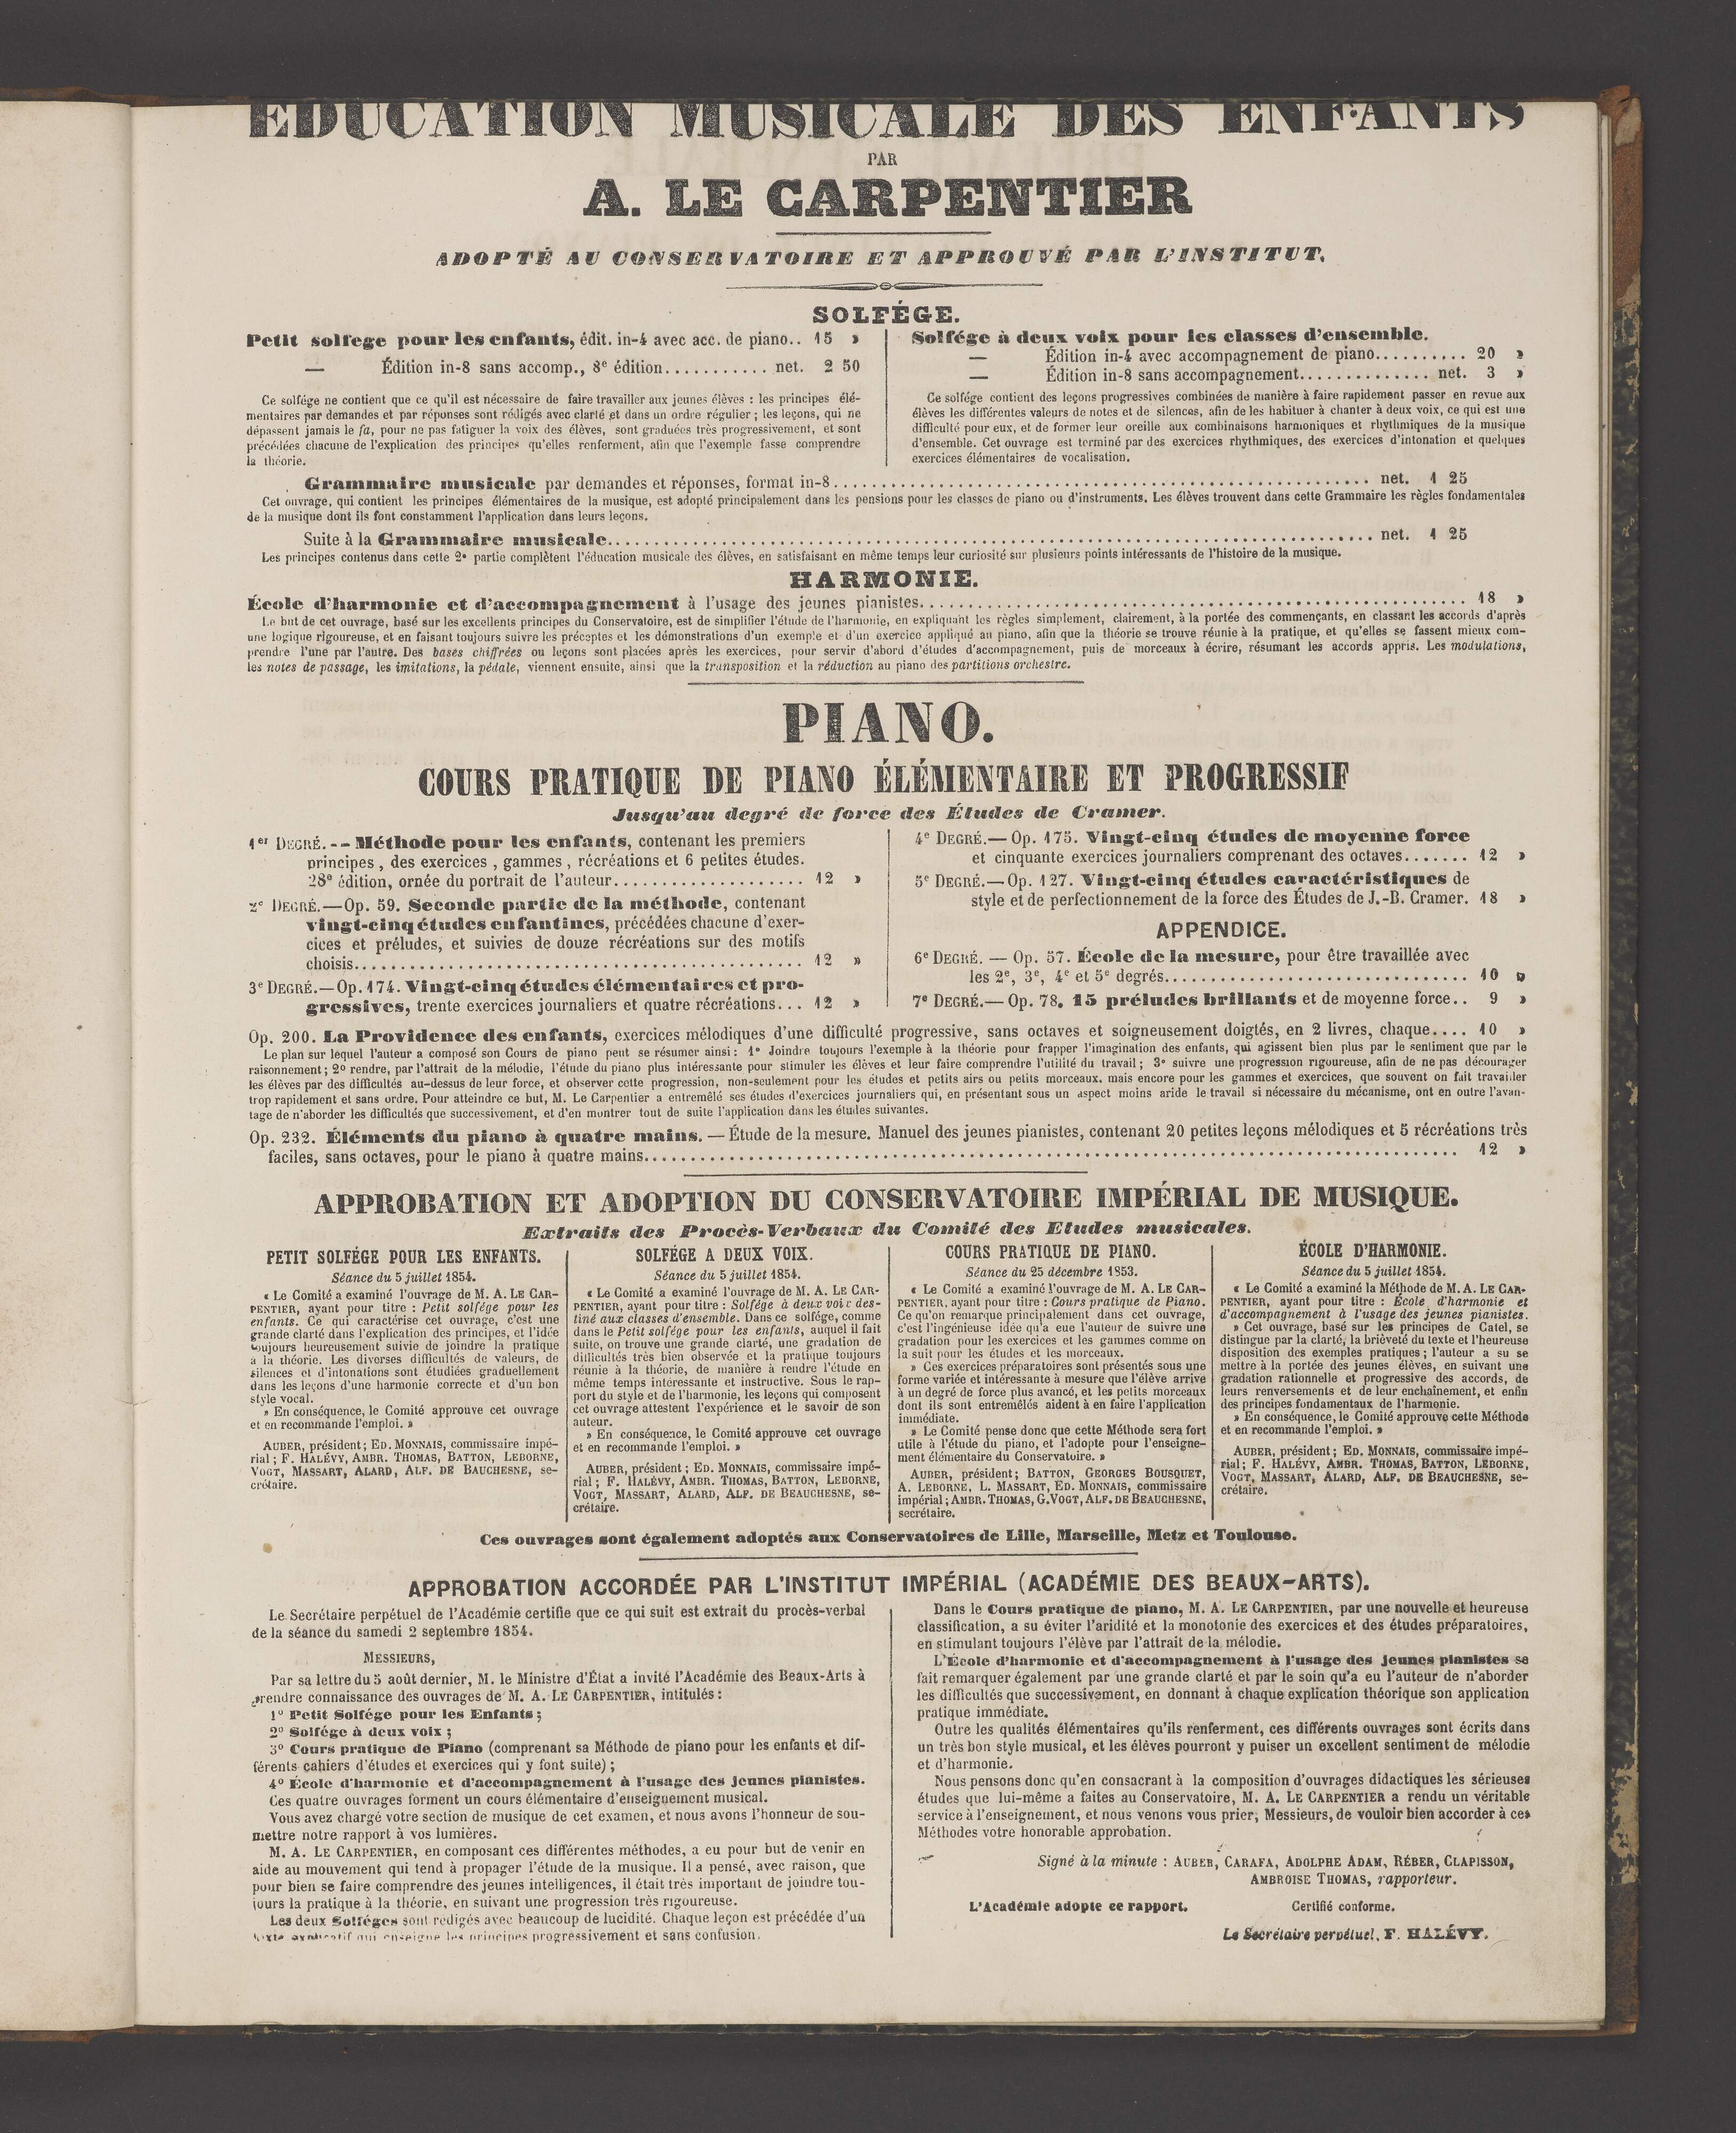 EDUCATION MUSICALE DES ENFANTS
PAR
A. LE CARPENTIER
ADOPTÉ AU CONSERVATOIRE ET APPROUVÉ PAR L'INSTITUT.
SOLFÉGE.
Petit solfege pour les enfants, édit. in-4 avec acc. de piano.. 15 »
— Édition in-8 sans accomp., 8e édition........... net. 2 50
Ce solfége ne contient que ce qu'il est nécessaire de faire travailler aux jeunes élèves : les principes élé-
mentaires par demandes et par réponses sont rédigés avec clarté et dans un ordre régulier ; les leçons, qui ne
dépassent jamais le fa, pour ne pas fatiguer la voix des élèves, sont graduées très progressivement, et sont
précédées chacune de l'explication des principes qu'elles renferment, afin que l'exemple fasse comprendre
la théorie.
Solfége à deux voix pour les classes d'ensemble.
— Édition in-4 avec accompagnement de piano.......... 20 »
— Édition in-8 sans accompagnement.............. net. 3 »
Ce solfége contient des leçons progressives combinées de manière à faire rapidement passer en revue aux
élèves les différentes valeurs de notes et de silences, afin de les habituer à chanter à deux voix, ce qui est une
difficulté pour eux, et de former leur oreille aux combinaisons harmoniques et rhythmiques de la musique
d'ensemble. Cet ouvrage est terminé par des exercices rhythmiques, des exercices d'intonation et quelques
exercices élémentaires de vocalisation.
Grammaire musicale par demandes et réponses, format in-8........ net. 1 25
Cet ouvrage, qui contient les principes élémentaires de la musique, est adopté principalement dans les pensions pour les classes de piano ou d'instruments. Les élèves trouvent dans cette Grammaire les règles fondamentales
de la musique dont ils font constamment l'application dans leurs leçons.
Suite à la Grammaire musicale........ net. 1 25
Les principes contenus dans cette 2e partie complètent l'éducation musicale des élèves, en satisfaisant en même temps leur curiosité sur plusieurs points intéressants de l'histoire de la musique.
HARMONIE.
École d'harmonie et d'accompagnement à l'usage des jeunes pianistes........ 18 »
Le but de cet ouvrage, basé sur les excellents principes du Conservatoire, est de simplifier l'étude de l'harmonie, en expliquant les règles simplement, clairement, à la portée des commençants, en classant les accords d'après
une logique rigoureuse, et en faisant toujours suivre les préceptes et les démonstrations d'un exemple et d'un exercice appliqué au piano, afin que la théorie se trouve réunie à la pratique, et qu'elles se fassent mieux com-
prendre l'une par l'autre. Des bases chiffrées ou leçons sont placées après les exercices, pour servir d'abord d'études d'accompagnement, puis de morceaux à écrire, résumant les accords appris. Les modulations,
les notes de passage, les imitations, la pédale, viennent ensuite, ainsi que la transposition et la réduction au piano des partitions orchestre.
PIANO.
COURS PRATIQUE DE PIANO ÉLÉMENTAIRE ET PROGRESSIF
Jusqu'au degré de force des Études de Cramer.
1er DEGRÉ. -- Méthode pour les enfants, contenant les premiers
principes , des exercices , gammes , récréations et 6 petites études.
28e édition, ornée du portrait de l'auteur.................... 12 »
2e DEGRÉ.—Op. 59. Seconde partie de la méthode, contenant
vingt-cinq études enfantines, précédées chacune d'exer-
cices et préludes, et suivies de douze récréations sur des motifs
choisis........ 12 »
3e DEGRÉ.—Op. 174. Vingt-cinq études élémentaires et pro-
gressives, trente exercices journaliers et quatre récréations... 12 »
4e DEGRÉ.— Op. 175. Vingt-cinq études de moyenne force
et cinquante exercices journaliers comprenant des octaves....... 12 »
5e DEGRÉ.—Op. 127. Vingt-cinq études caractéristiques de
style et de perfectionnement de la force des Études de J.-B. Cramer. 18 »
APPENDICE.
6e DEGRÉ. — Op. 57. École de la mesure, pour être travaillée avec
les 2e, 3e, 4e et 5e degrés........ 10 »
7e DEGRÉ.— Op. 78. 15 préludes brillants et de moyenne force.. 9 »
Op. 200. La Providence des enfants, exercices mélodiques d'une difficulté progressive, sans octaves et soigneusement doigtés, en 2 livres, chaque.... 10 »
Le plan sur lequel l'auteur a composé son Cours de piano peut se résumer ainsi : 1° Joindre toujours l'exemple à la théorie pour frapper l'imagination des enfants, qui agissent bien plus par le sentiment que par le
raisonnement ; 2° rendre, par l'attrait de la mélodie, l'étude du piano plus intéressante pour stimuler les élèves et leur faire comprendre l'utilité du travail ; 3° suivre une progression rigoureuse, afin de ne pas décourager
les élèves par des difficultés au-dessus de leur force, et observer cette progression, non-seulement pour les études et petits airs ou petits morceaux. mais encore pour les gammes et exercices, que souvent on fait travailler
trop rapidement et sans ordre. Pour atteindre ce but, M. Le Carpentier a entremêlé ses études d'exercices journaliers qui, en présentant sous un aspect moins aride le travail si nécessaire du mécanisme, ont en outre l'avan-
tage de n'aborder les difficultés que successivement, et d'en montrer tout de suite l'application dans les études suivantes.
Op. 232. Éléments du piano à quatre mains. — Étude de la mesure. Manuel des jeunes pianistes, contenant 20 petites leçons mélodiques et 5 récréations très
faciles, sans octaves, pour le piano à quatre mains........ 12 »
APPROBATION ET ADOPTION DU CONSERVATOIRE IMPÉRIAL DE MUSIQUE.
Extraits des Procès-Verbaux du Comité des Etudes musicales.
PETIT SOLFÉGE POUR LES ENFANTS.
Séance du 5 juillet 1854.
« Le Comité a examiné l'ouvrage de M. A. LE CAR-
PENTIER, ayant pour titre : Petit solfége pour les
enfants. Ce qui caractérise cet ouvrage, c'est une
grande clarté dans l'explication des principes, et l'idée
toujours heureusement suivie de joindre la pratique
a la théorie. Les diverses difficultés de valeurs, de
silences et d'intonations sont étudiées graduellement
dans les leçons d'une harmonie correcte et d'un bon
style vocal.
» En conséquence, le Comité approuve cet ouvrage
et en recommande l'emploi. »
AUBER, président ; ED. MONNAIS, commissaire impé-
rial ; F. HALÉVY, AMBR. THOMAS, BATTON, LEBORNE,
VOGT, MASSART, ALARD, ALF. DE BAUCHESNE, se-
crétaire.
SOLFÉGE A DEUX VOIX.
Séance du 5 juillet 1854.
« Le Comité a examiné l'ouvrage de M. A. LE CAR-
PENTIER, ayant pour titre : Solfége à deux voix des-
tiné aux classes d'ensemble. Dans ce solfége, comme
dans le Petit solfége pour les enfants, auquel il fait
suite, on trouve une grande clarté, une gradation de
difficultés très bien observée et la pratique toujours
réunie à la théorie, de manière à rendre l'étude en
même temps intéressante et instructive. Sous le rap-
port du style et de l'harmonie, les leçons qui composent
cet ouvrage attestent l'expérience et le savoir de son
auteur.
» En conséquence, le Comité approuve cet ouvrage
et en recommande l'emploi. »
AUBER, président ; ED. MONNAIS, commissaire impé-
rial ; F. HALÉVY, AMBR. THOMAS, BATTON, LEBORNE,
VOGT, MASSART, ALARD, ALF. DE BEAUCHESNE, se-
crétaire.
COURS PRATIQUE DE PIANO.
Séance du 25 décembre 1853.
« Le Comité a examiné l'ouvrage de M. A. LE CAR-
PENTIER, ayant pour titre : Cours pratique de Piano.
Ce qu'on remarque principalement dans cet ouvrage,
c'est l'ingénieuse idée qu'a eue l'auteur de suivre une
gradation pour les exercices et les gammes comme on
la suit pour les études et les morceaux.
» Ces exercices préparatoires sont présentés sous une
forme variée et intéressante à mesure que l'élève arrive
à un degré de force plus avancé, et les petits morceaux
dont ils sont entremêlés aident à en faire l'application
immédiate.
» Le Comité pense donc que cette Méthode sera fort
utile à l'étude du piano, et l'adopte pour l'enseigne-
ment élémentaire du Conservatoire. »
AUBER, président ; BATTON, GEORGES BOUSQUET,
A. LEBORNE, L. MASSART, ED. MONNAIS, commissaire
impérial ; AMBR. THOMAS, G. VOGT, ALF. DE BEAUCHESNE,
secrétaire.
ÉCOLE D'HARMONIE.
Séance du 5 juillet 1854.
« Le Comité a examiné la Méthode de M. A. LE CAR-
PENTIER, ayant pour titre : École d'harmonie et
d'accompagnement à l'usage des jeunes pianistes.
» Cet ouvrage, basé sur les principes de Catel, se
distingue par la clarté, la brièveté du texte et l'heureuse
disposition des exemples pratiques ; l'auteur a su se
mettre à la portée des jeunes élèves, en suivant une
gradation rationnelle et progressive des accords, de
leurs renversements et de leur enchaînement, et enfin
des principes fondamentaux de l'harmonie.
» En conséquence, le Comité approuve cette Méthode
et en recommande l'emploi. »
AUBER, président ; ED. MONNAIS, commissaire impé-
rial ; F. HALÉVY, AMBR. THOMAS, BATTON, LEBORNE,
VOGT, MASSART, ALARD, ALF. DE BEAUCHESNE, se-
crétaire.
Ces ouvrages sont également adoptés aux Conservatoires de Lille, Marseille, Metz et Toulouse.
APPROBATION ACCORDÉE PAR L'INSTITUT IMPÉRIAL (ACADÉMIE DES BEAUX-ARTS).
Le Secrétaire perpétuel de l'Académie certifie que ce qui suit est extrait du procès-verbal
de la séance du samedi 2 septembre 1854.
MESSIEURS,
Par sa lettre du 5 août dernier, M. le Ministre d'État a invité l'Académie des Beaux-Arts à
prendre connaissance des ouvrages de M. A. LE CARPENTIER, intitulés :
1° Petit Solfége pour les Enfants ;
2° Solfége à deux voix ;
3° Cours pratique de Piano (comprenant sa Méthode de piano pour les enfants et dif-
férents cahiers d'études et exercices qui y font suite) ;
4° École d'harmonie et d'accompagnement à l'usage des jeunes pianistes.
Ces quatre ouvrages forment un cours élémentaire d'enseignement musical.
Vous avez chargé votre section de musique de cet examen, et nous avons l'honneur de sou-
mettre notre rapport à vos lumières.
M. A. LE CARPENTIER, en composant ces différentes méthodes, a eu pour but de venir en
aide au mouvement qui tend à propager l'étude de la musique. Il a pensé, avec raison, que
pour bien se faire comprendre des jeunes intelligences, il était très important de joindre tou-
jours la pratique à la théorie, en suivant une progression très rigoureuse.
Les deux Solféges sont rédigés avec beaucoup de lucidité. Chaque leçon est précédée d'un
texte explicatif qui enseigne les principes progressivement et sans confusion.
Dans le Cours pratique de piano, M. A. LE CARPENTIER, par une nouvelle et heureuse
classification, a su éviter l'aridité et la monotonie des exercices et des études préparatoires,
en stimulant toujours l'élève par l'attrait de la mélodie.
L'École d'harmonie et d'accompagnement à l'usage des jeunes pianistes se
fait remarquer également par une grande clarté et par le soin qu'a eu l'auteur de n'aborder
les difficultés que successivement, en donnant à chaque explication théorique son application
pratique immédiate.
Outre les qualités élémentaires qu'ils renferment, ces différents ouvrages sont écrits dans
un très bon style musical, et les élèves pourront y puiser un excellent sentiment de mélodie
et d'harmonie.
Nous pensons donc qu'en consacrant à la composition d'ouvrages didactiques les sérieuses
études que lui-même a faites au Conservatoire, M. A. LE CARPENTIER a rendu un véritable
service à l'enseignement, et nous venons vous prier, Messieurs, de vouloir bien accorder à ces
Méthodes votre honorable approbation.
Signé à la minute : AUBER, CARAFA, ADOLPHE ADAM, RÉBER, CLAPISSON,
AMBROISE THOMAS, rapporteur.
L'Académie adopte ce rapport.
Certifié conforme.
Le Secrétaire perpétuel, F. HALÉVY.